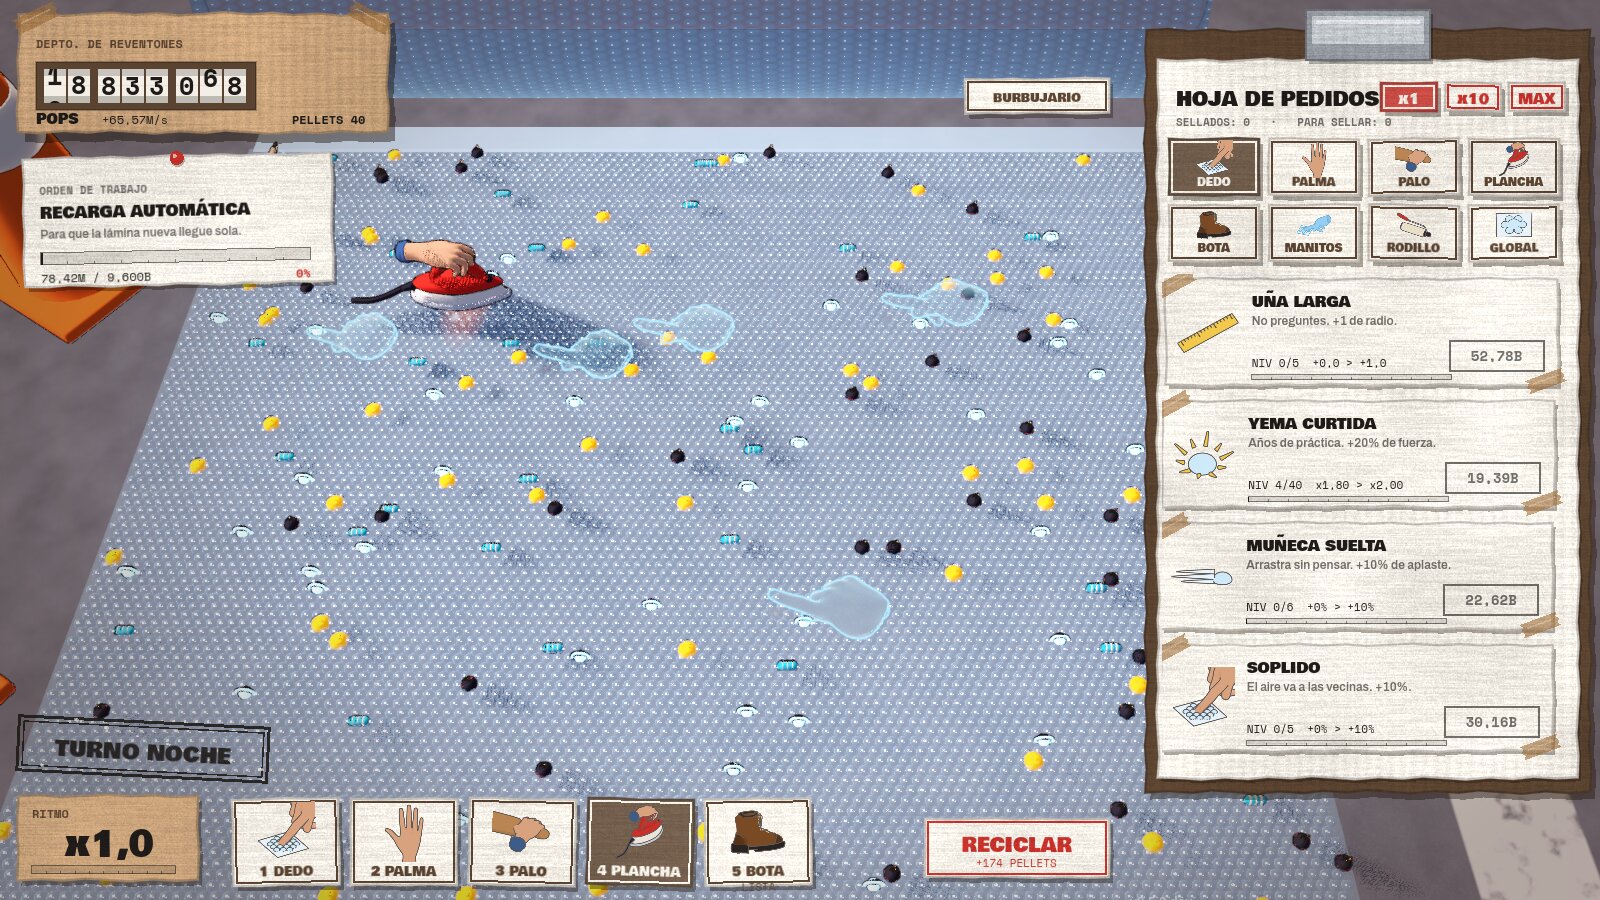 DEPTO. DE REVENTONES
18833068
POPS +65,57M/s PELLETS 40
ORDEN DE TRABAJO
RECARGA AUTOMÁTICA
Para que la lámina nueva llegue sola.
78,42M / 9.600B 0%
BURBUJARIO
HOJA DE PEDIDOS x1 x10 MAX
SELLADOS: 0 · PARA SELLAR: 0
DEDO PALMA PALO PLANCHA
BOTA MANITOS RODILLO GLOBAL
UÑA LARGA
No preguntes. +1 de radio.
NIV 0/5 +0,0 > +1,0 52,78B
YEMA CURTIDA
Años de práctica. +20% de fuerza.
NIV 4/40 x1,80 > x2,00 19,39B
MUÑECA SUELTA
Arrastra sin pensar. +10% de aplaste.
NIV 0/6 +0% > +10% 22,62B
SOPLIDO
El aire va a las vecinas. +10%.
NIV 0/5 +0% > +10% 30,16B
TURNO NOCHE
RITMO
x1,0
1 DEDO 2 PALMA 3 PALO 4 PLANCHA 5 BOTA
LISTA
RECICLAR
+174 PELLETS